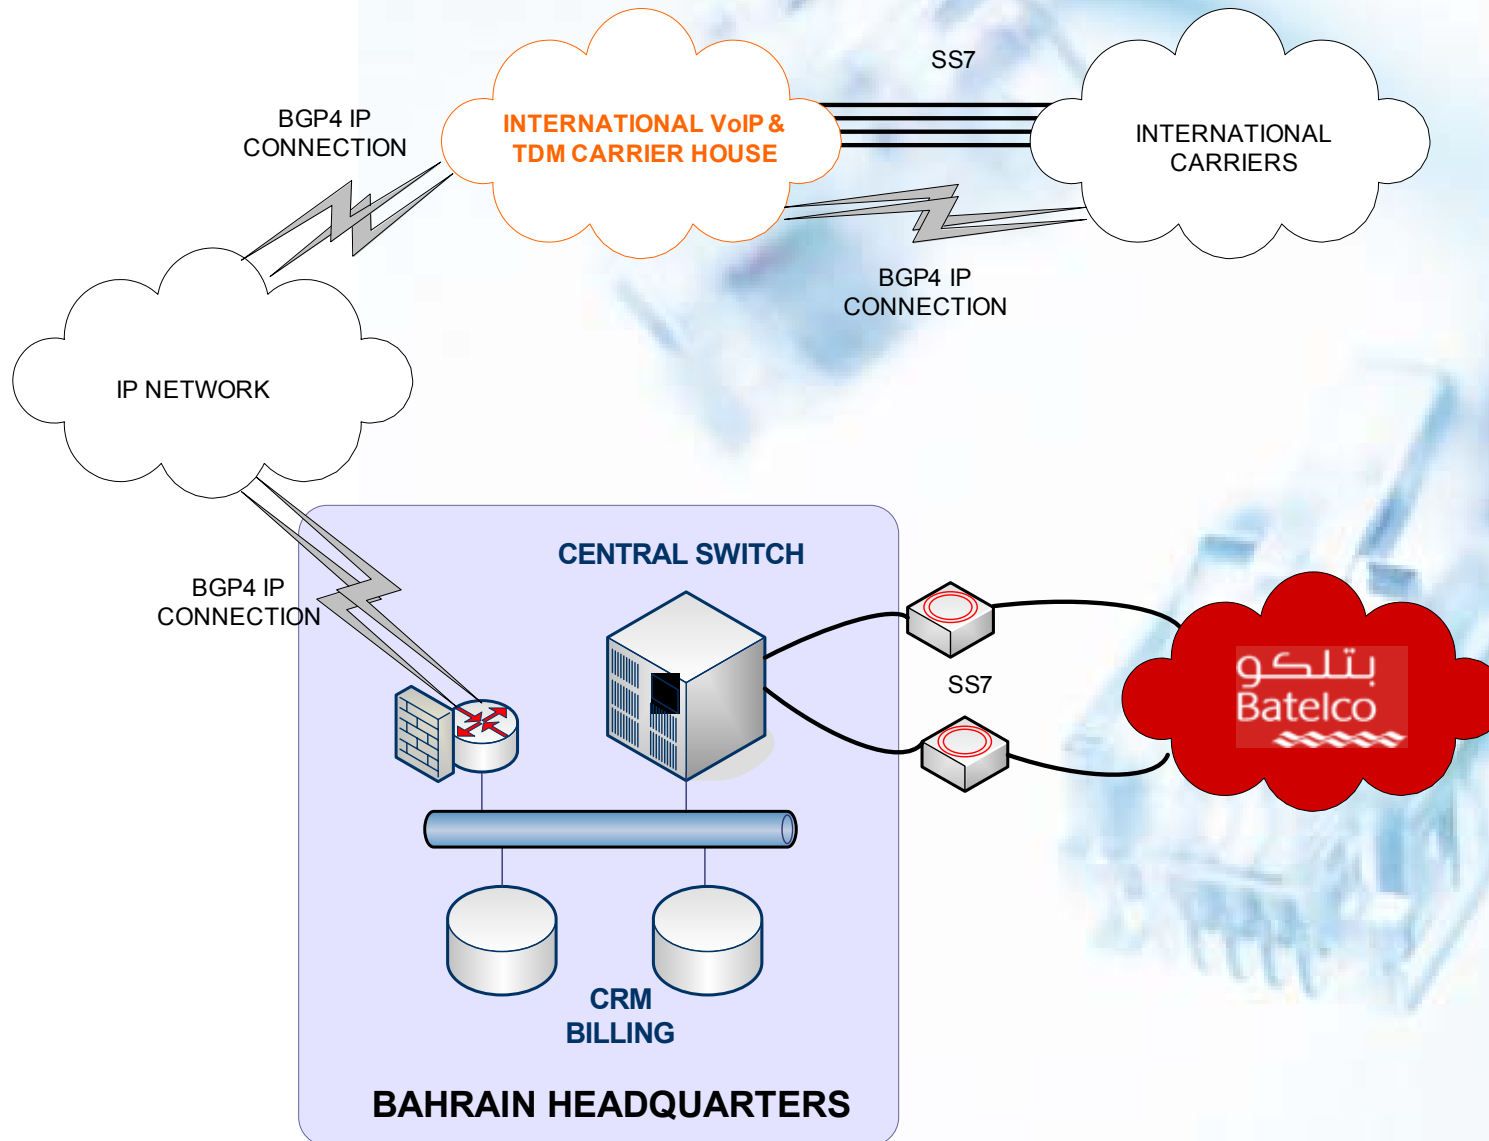 SS7
BGP4 IP
CONNECTION
INTERNATIONAL VoIP &
TDM CARRIER HOUSE
INTERNATIONAL
CARRIERS
BGP4 IP
CONNECTION
IP NETWORK
CENTRAL SWITCH
BGP4 IP
CONNECTION
SS7
بتلكو
Batelco
CRM
BILLING
BAHRAIN HEADQUARTERS